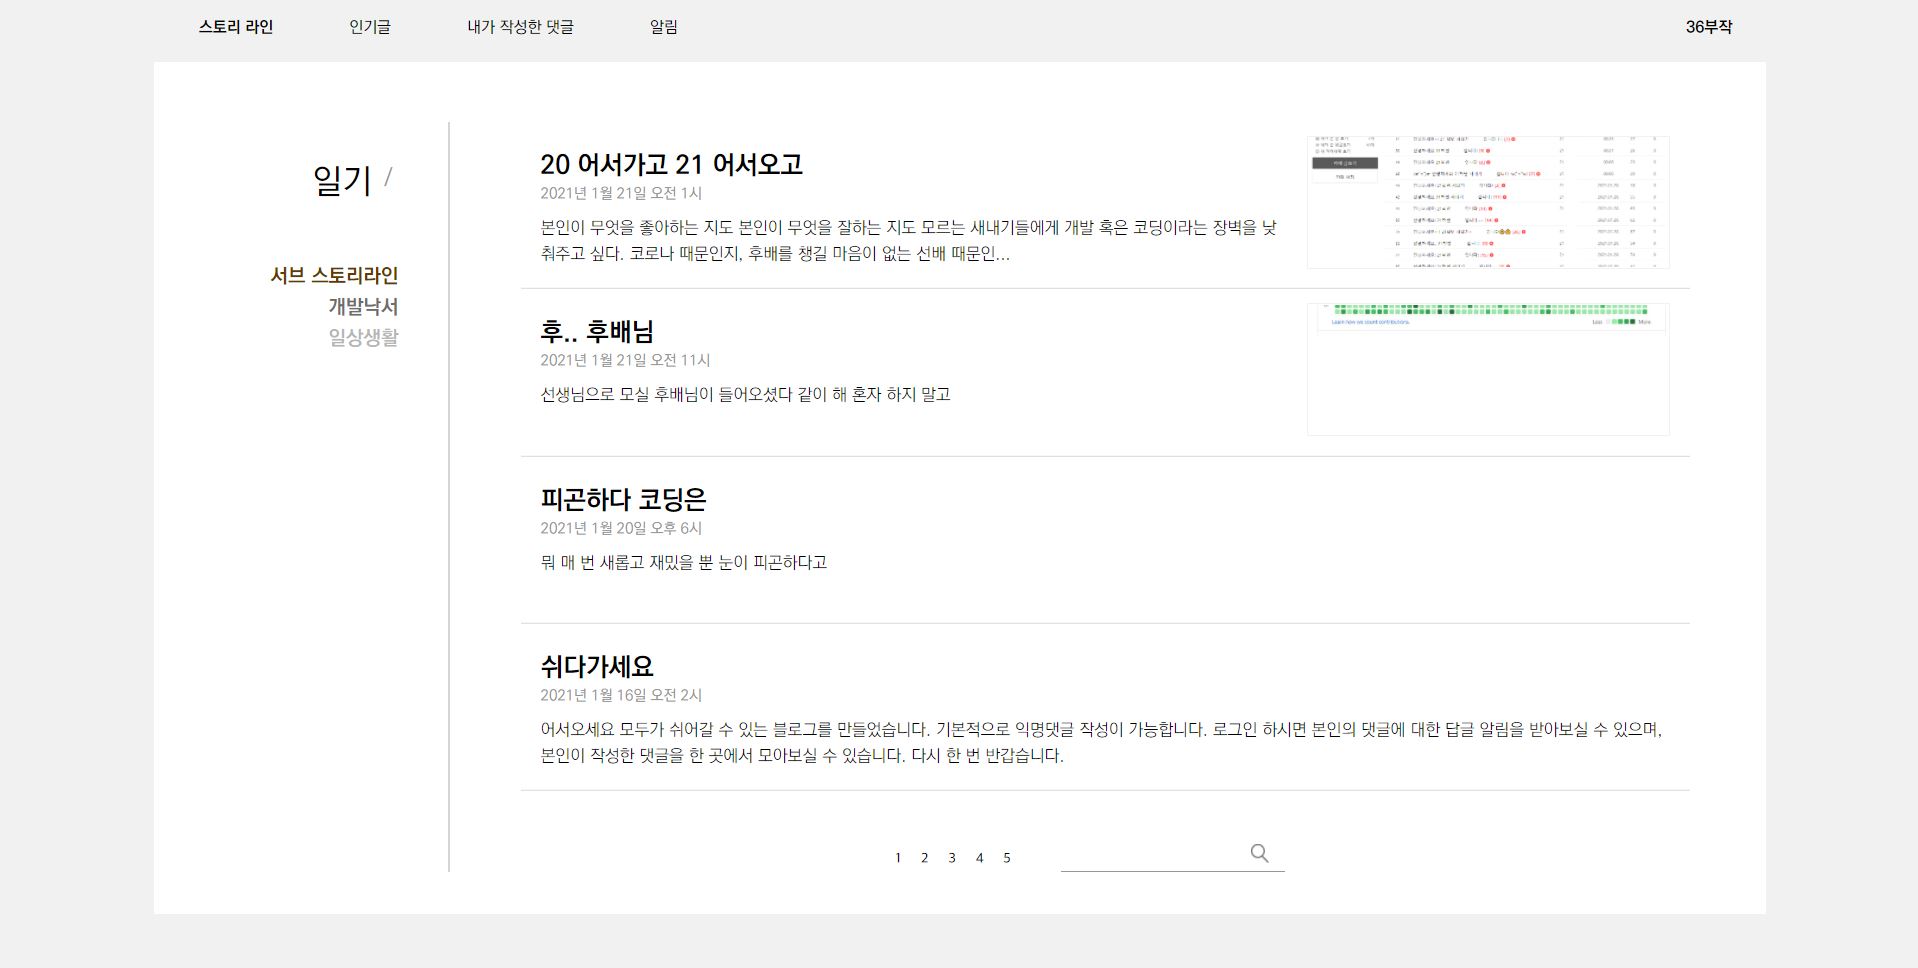 스토리 라인 인기글 내가 작성한 댓글 알림 36부작
일기 /
서브 스토리라인
개발낙서
일상생활
20 어서가고 21 어서오고
2021년 1월 21일 오전 1시
본인이 무엇을 좋아하는 지도 본인이 무엇을 잘하는 지도 모르는 새내기들에게 개발 혹은 코딩이라는 장벽을 낮
춰주고 싶다. 코로나 때문인지, 후배를 챙길 마음이 없는 선배 때문인...
후.. 후배님
2021년 1월 21일 오전 11시
선생님으로 모실 후배님이 들어오셨다 같이 해 혼자 하지 말고
Learn how we count contributions.
Less More
피곤하다 코딩은
2021년 1월 20일 오후 6시
뭐 매 번 새롭고 재밌을 뿐 눈이 피곤하다고
쉬다가세요
2021년 1월 16일 오전 2시
어서오세요 모두가 쉬어갈 수 있는 블로그를 만들었습니다. 기본적으로 익명댓글 작성이 가능합니다. 로그인 하시면 본인의 댓글에 대한 답글 알림을 받아보실 수 있으며,
본인이 작성한 댓글을 한 곳에서 모아보실 수 있습니다. 다시 한 번 반갑습니다.
1 2 3 4 5